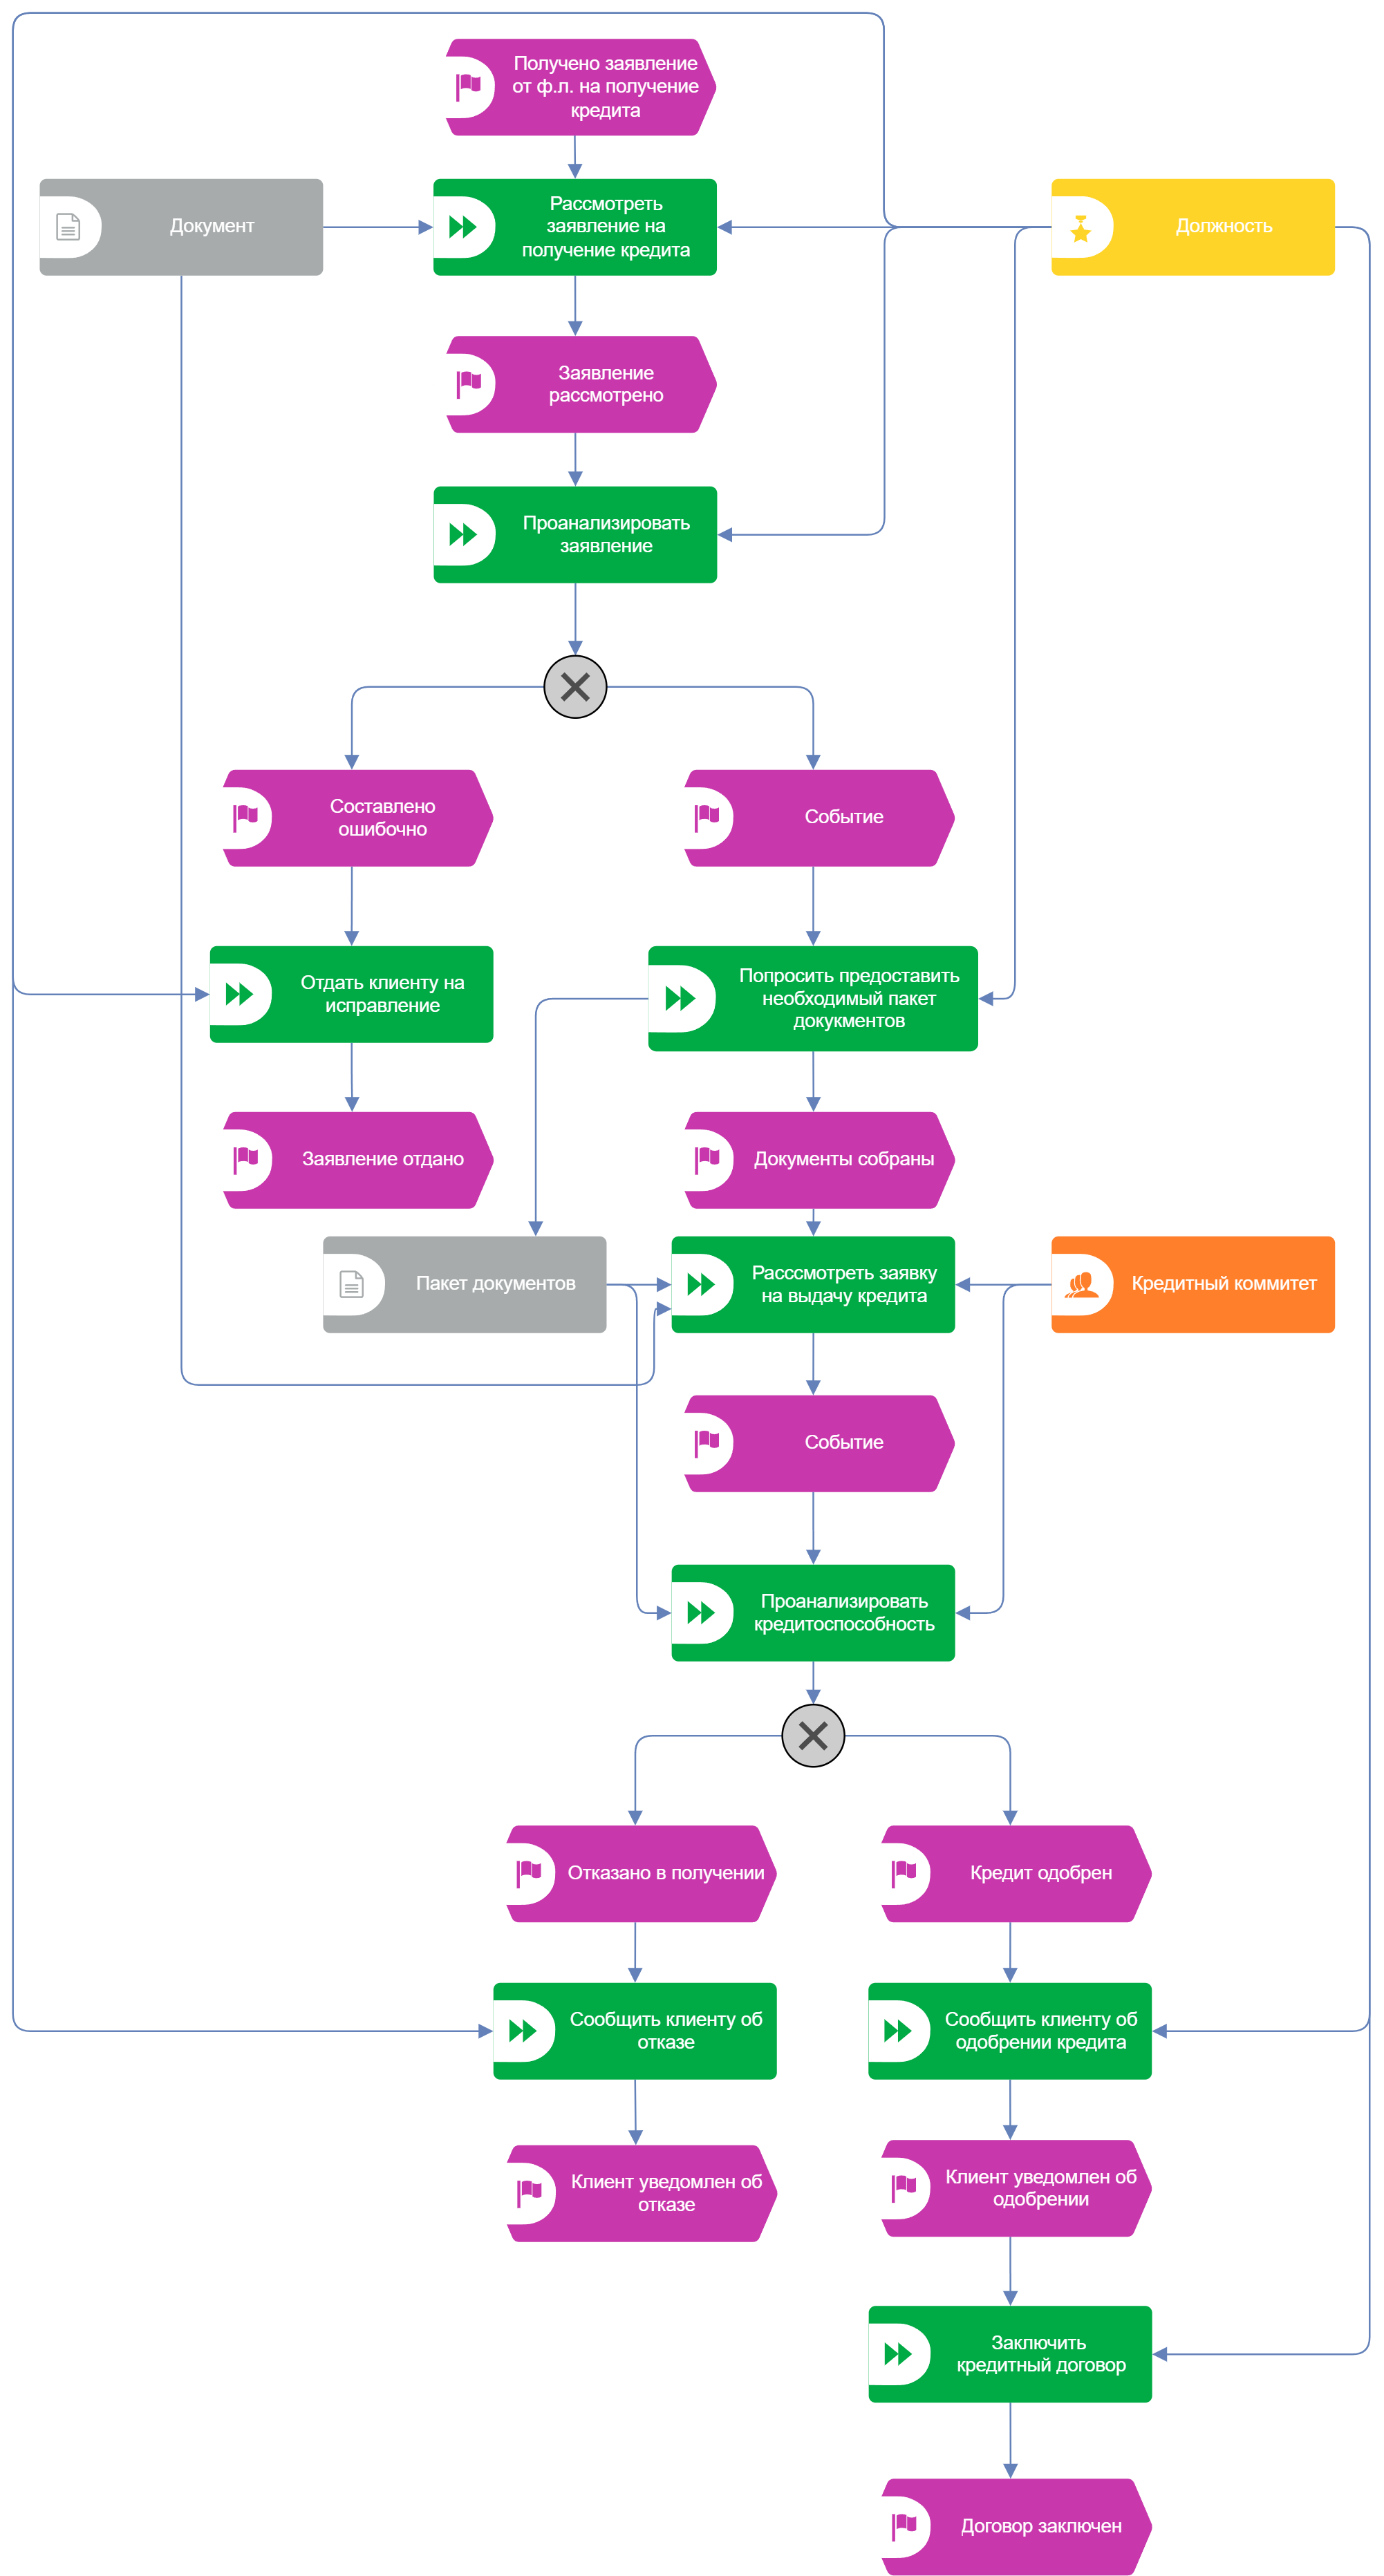 Получено заявление
от ф.л. на получение
кредита
Документ
Рассмотреть
заявление на
получение кредита
Должность
Заявление
рассмотрено
Проанализировать
заявление
Составлено
ошибочно
Событие
Отдать клиенту на
исправление
Попросить предоставить
необходимый пакет
докукментов
Заявление отдано
Документы собраны
Пакет документов
Расссмотреть заявку
на выдачу кредита
Кредитный коммитет
Событие
Проанализировать
кредитоспособность
Отказано в получении
Кредит одобрен
Сообщить клиенту об
отказе
Сообщить клиенту об
одобрении кредита
Клиент уведомлен об
отказе
Клиент уведомлен об
одобрении
Заключить
кредитный договор
Договор заключен